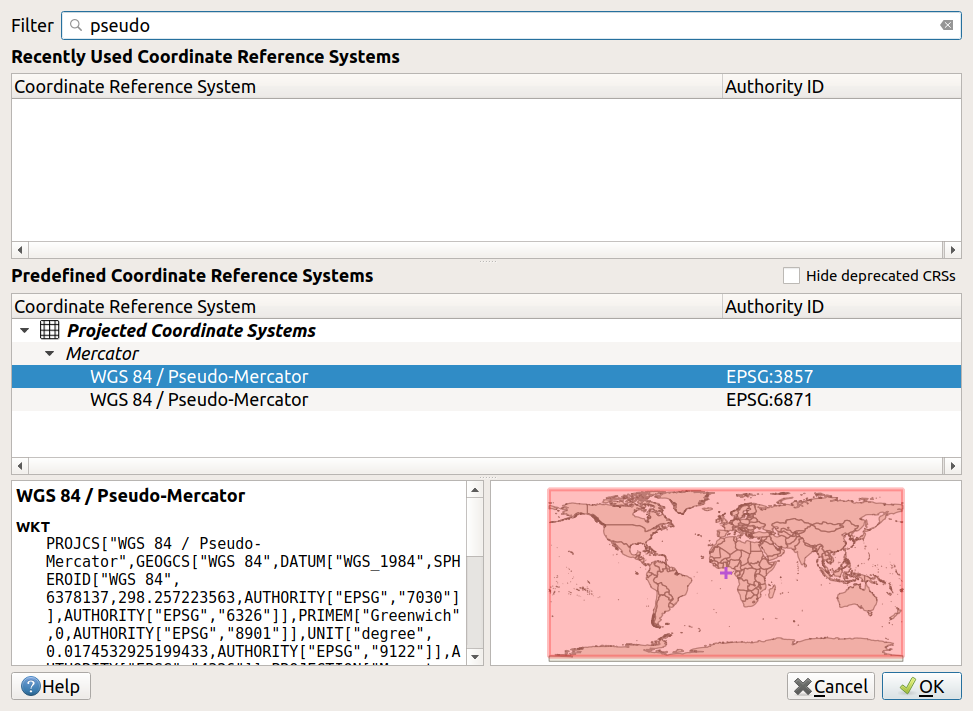 Filter pseudo
Recently Used Coordinate Reference Systems
Coordinate Reference System Authority ID
Predefined Coordinate Reference Systems Hide deprecated CRSs
Coordinate Reference System Authority ID
Projected Coordinate Systems
Mercator
WGS 84 / Pseudo-Mercator EPSG:3857
WGS 84 / Pseudo-Mercator EPSG:6871
WGS 84 / Pseudo-Mercator
WKT
PROJCS["WGS 84 / Pseudo-
Mercator",GEOGCS["WGS 84",DATUM["WGS_1984",SPH
EROID["WGS 84",
6378137,298.257223563,AUTHORITY["EPSG","7030"]
],AUTHORITY["EPSG","6326"]],PRIMEM["Greenwich"
,0,AUTHORITY["EPSG","8901"]],UNIT["degree",
0.0174532925199433,AUTHORITY["EPSG","9122"]],A
Help Cancel OK